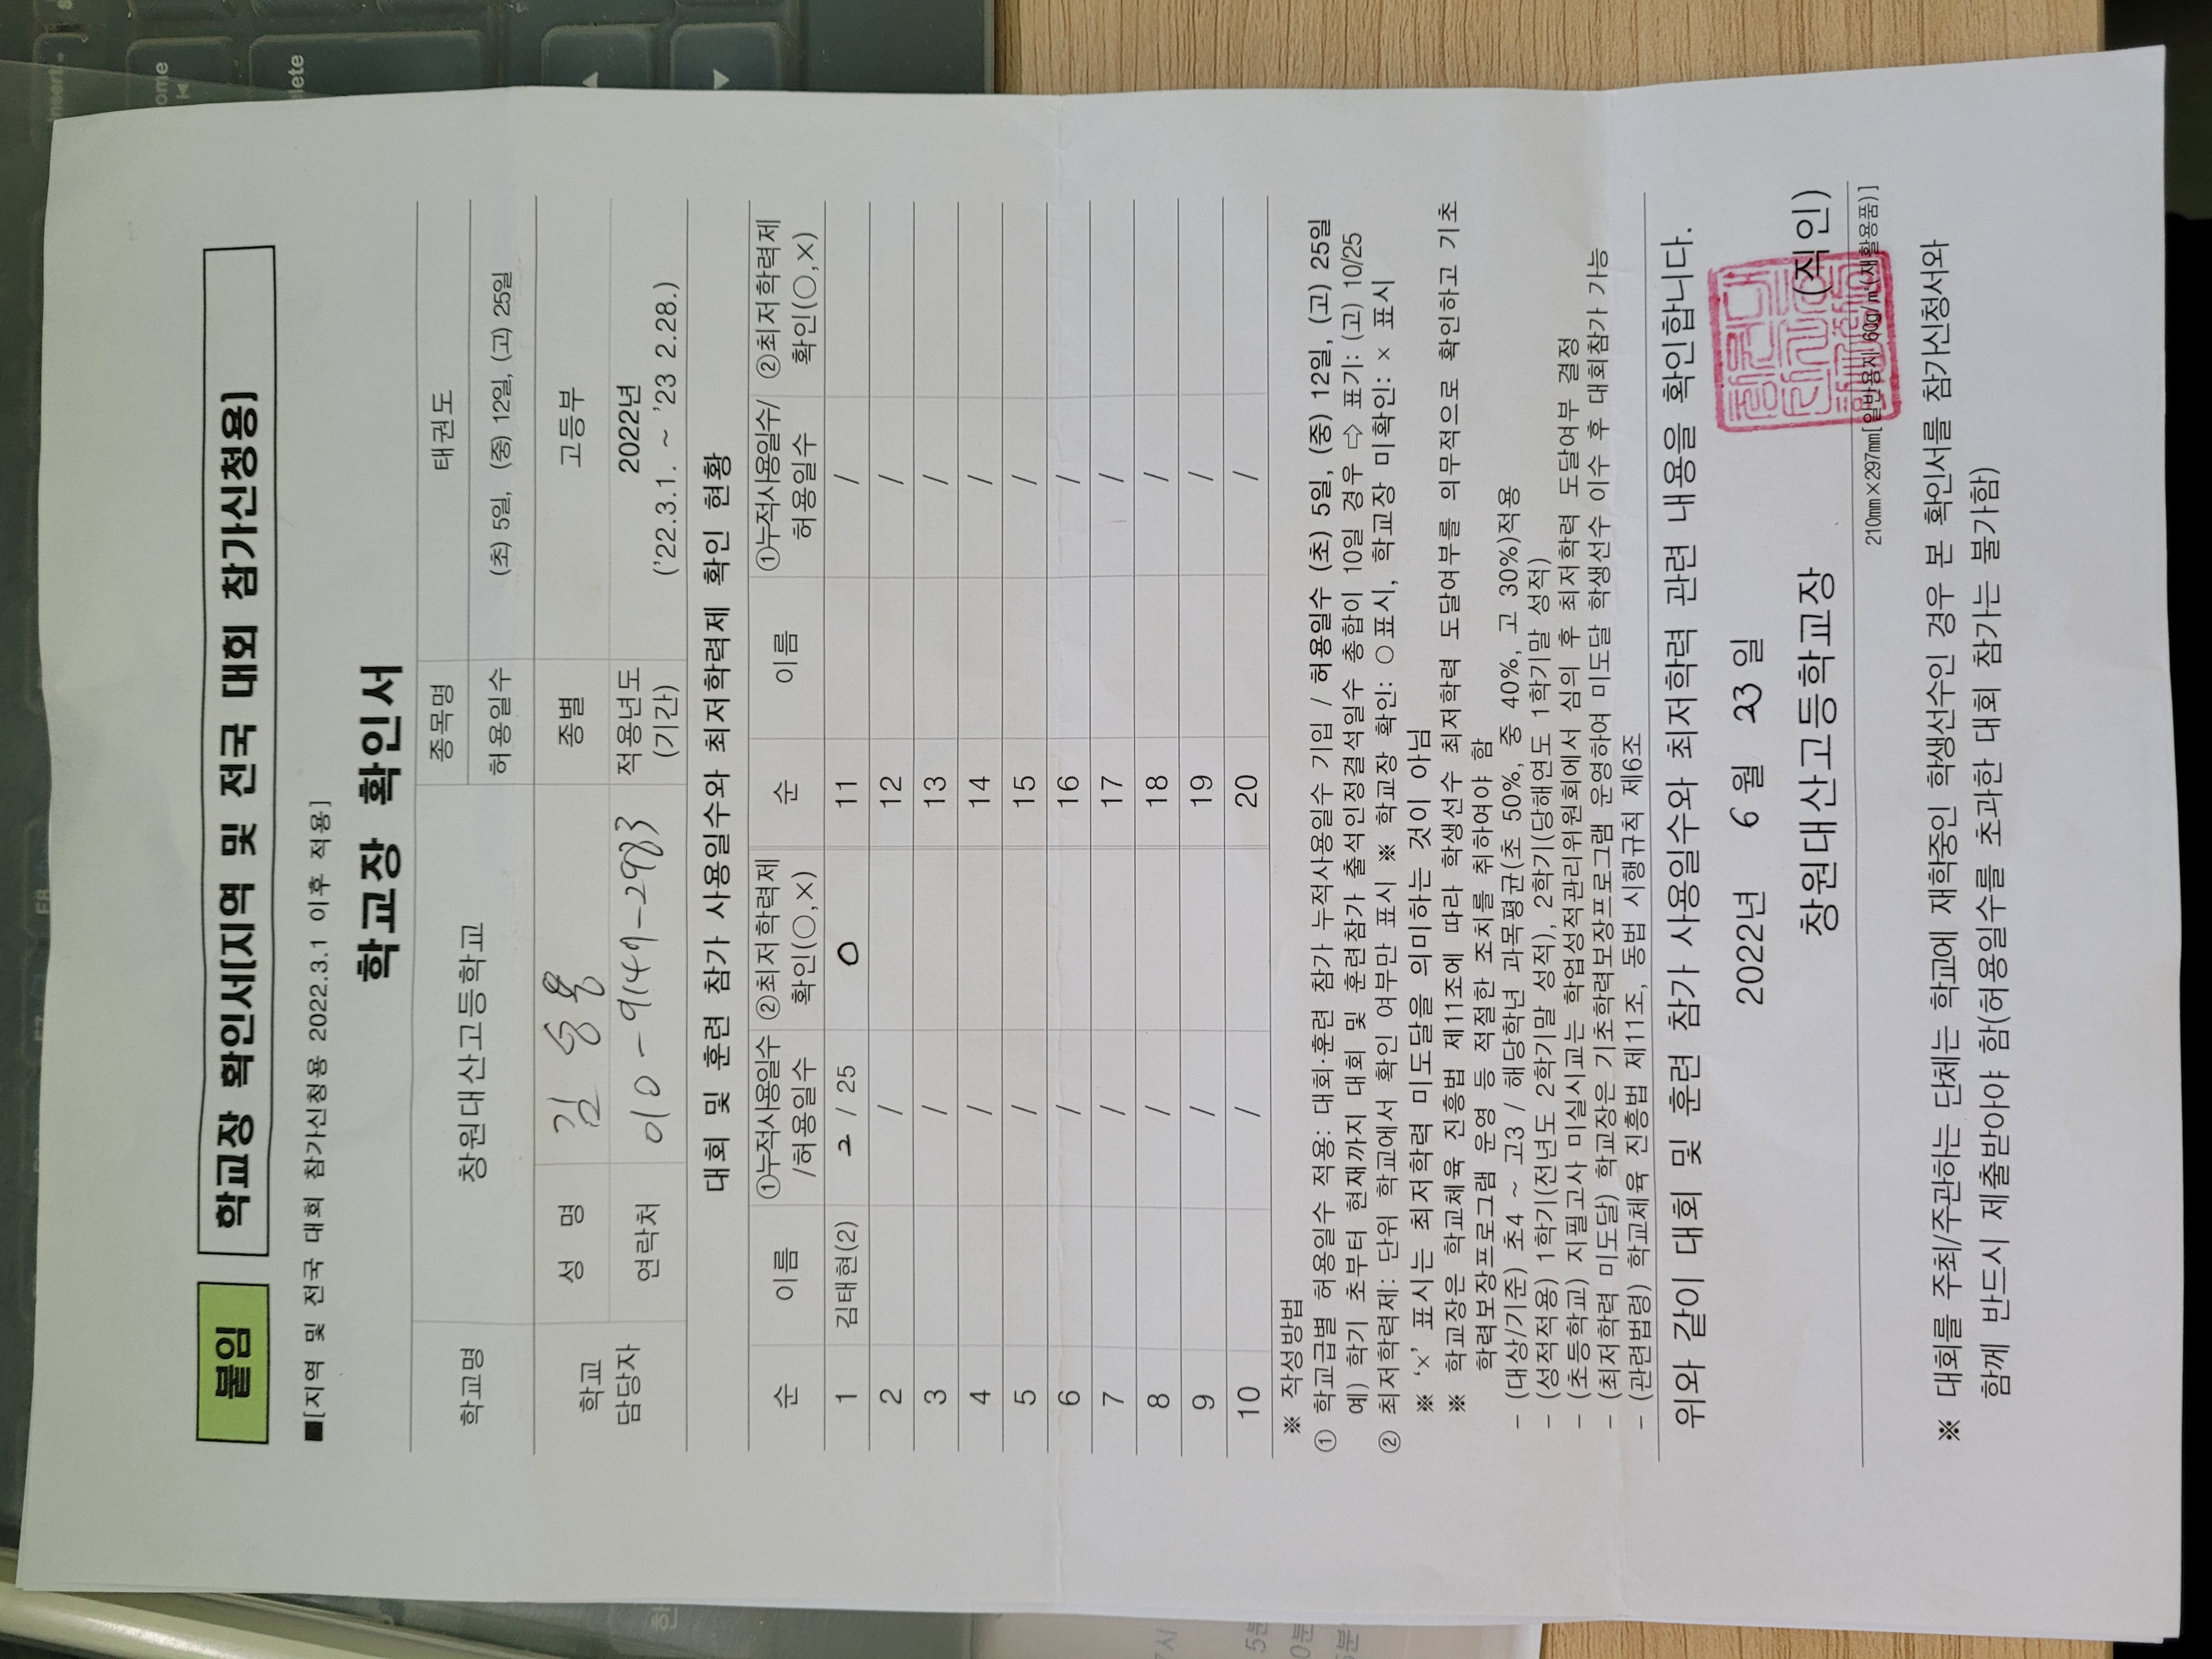 붙임 학교장 확인서[지역 및 전국 대회 참가신청용]
■[지역 및 전국 대회 참가신청용 2022.3.1 이후 적용]
학교장 확인서
학교명 창원대산고등학교 종목명 태권도
허용일수 (초) 5일, (중) 12일, (고) 25일
학교 담당자 성 명 김 승 종별 고등부
연락처 010-9149-2983 적용년도 (기간) 2022년 ('22.3.1. ~ '23 2.28.)
대회 및 훈련 참가 사용일수와 최저학력제 확인 현황
순 이름 ①누적사용일수 /허용일수 ②최저학력제 확인(○,×) 순 이름 ①누적사용일수/ 허용일수 ②최저학력제 확인(○,×)
1 김태현(2) 2 / 25 O 11 /
2 / 12 /
3 / 13 /
4 / 14 /
5 / 15 /
6 / 16 /
7 / 17 /
8 / 18 /
9 / 19 /
10 / 20 /
※ 작성방법
① 학교급별 허용일수 적용: 대회·훈련 참가 누적사용일수 기입 / 허용일수 (초) 5일, (중) 12일, (고) 25일
예) 학기 초부터 현재까지 대회 및 훈련참가 출석인정결석일수 총합이 10일 경우 ⇨ 표기: (고) 10/25
② 최저학력제: 단위 학교에서 확인 여부만 표시 ※ 학교장 확인: ○ 표시, 학교장 미확인: × 표시
※ '×' 표시는 최저학력 미도달을 의미하는 것이 아님
※ 학교장은 학교체육 진흥법 제11조에 따라 학생선수 최저학력 도달여부를 의무적으로 확인하고 기초
학력보장프로그램 운영 등 적절한 조치를 취하여야 함
- (대상/기준) 초4 ~ 고3 / 해당학년 과목평균(초 50%, 중 40%, 고 30%)적용
- (성적적용) 1학기(전년도 2학기말 성적), 2학기(당해연도 1학기말 성적)
- (초등학교) 지필고사 미실시교는 학업성적관리위원회에서 심의 후 최저학력 도달여부 결정
- (최저학력 미도달) 학교장은 기초학력보장프로그램 운영하여 미도달 학생선수 이수 후 대회참가 가능
- (관련법령) 학교체육 진흥법 제11조, 동법 시행규칙 제6조
위와 같이 대회 및 훈련 참가 사용일수와 최저학력 관련 내용을 확인합니다.
2022년 6 월 23 일
창원대산고등학교장 (직인)
210mm×297mm[일반용지 60g/㎡(재활용품)]
※ 대회를 주최/주관하는 단체는 학교에 재학중인 학생선수인 경우 본 확인서를 참가신청서와
함께 반드시 제출받아야 함(허용일수를 초과한 대회 참가는 불가함)